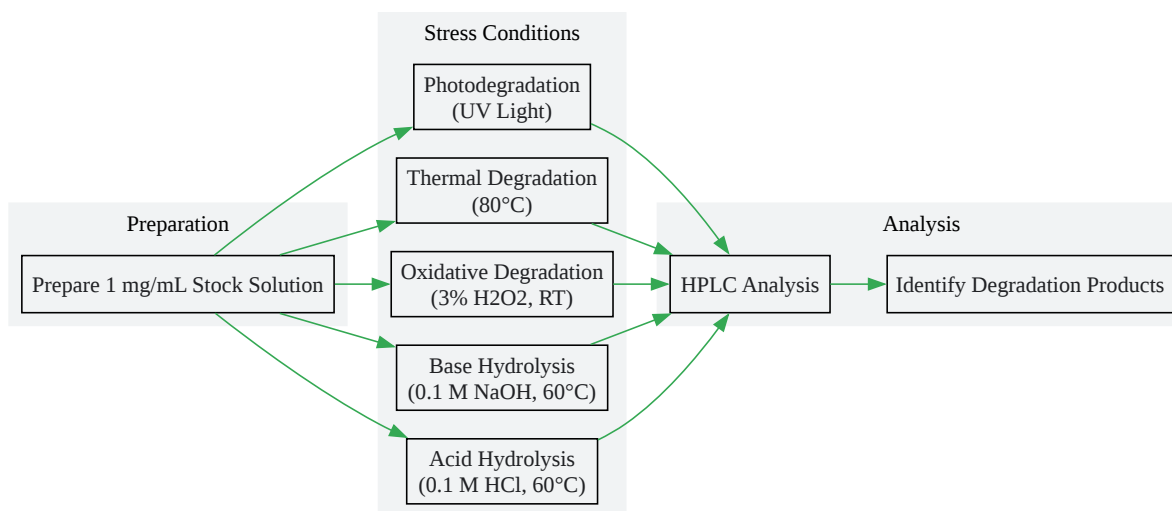 Stress Conditions
Photodegradation
(UV Light)
Thermal Degradation
(80°C)
Preparation
Analysis
Prepare 1 mg/mL Stock Solution
Oxidative Degradation
(3% H2O2, RT)
HPLC Analysis
Identify Degradation Products
Base Hydrolysis
(0.1 M NaOH, 60°C)
Acid Hydrolysis
(0.1 M HCl, 60°C)